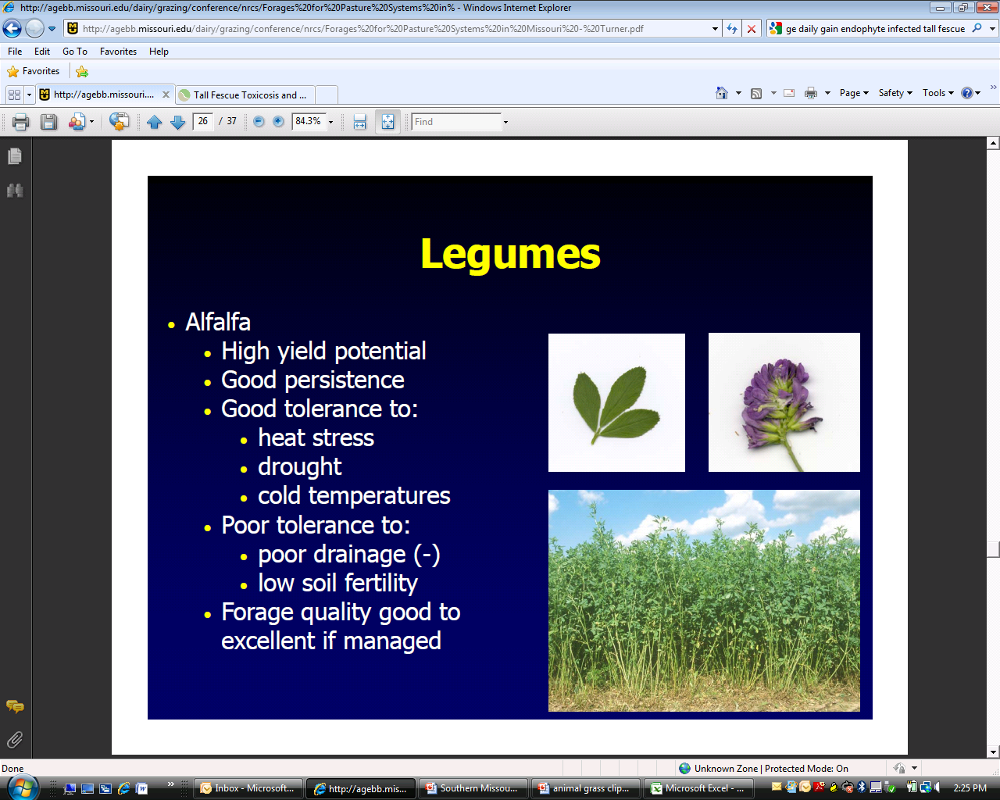 http://agebb.missouri.edu/dairy/grazing/conference/nrcs/Forages%20for%20Pasture%20Systems%20in% - Windows Internet Explorer
http://agebb.missouri.edu/dairy/grazing/conference/nrcs/Forages%20for%20Pasture%20Systems%20in%20Missouri%20-%20Turner.pdf
ge daily gain endophyte infected tall fescue
File Edit Go To Favorites Help
Favorites
http://agebb.missouri.... Tall Fescue Toxicosis and ... Page Safety Tools
26 / 37 84.3% Find
Legumes
• Alfalfa
• High yield potential
• Good persistence
• Good tolerance to:
• heat stress
• drought
• cold temperatures
• Poor tolerance to:
• poor drainage (-)
• low soil fertility
• Forage quality good to
excellent if managed
Done Unknown Zone | Protected Mode: On
Inbox - Microsoft... http://agebb.mis... Southern Missou... animal grass clip... Microsoft Excel - ... 2:25 PM